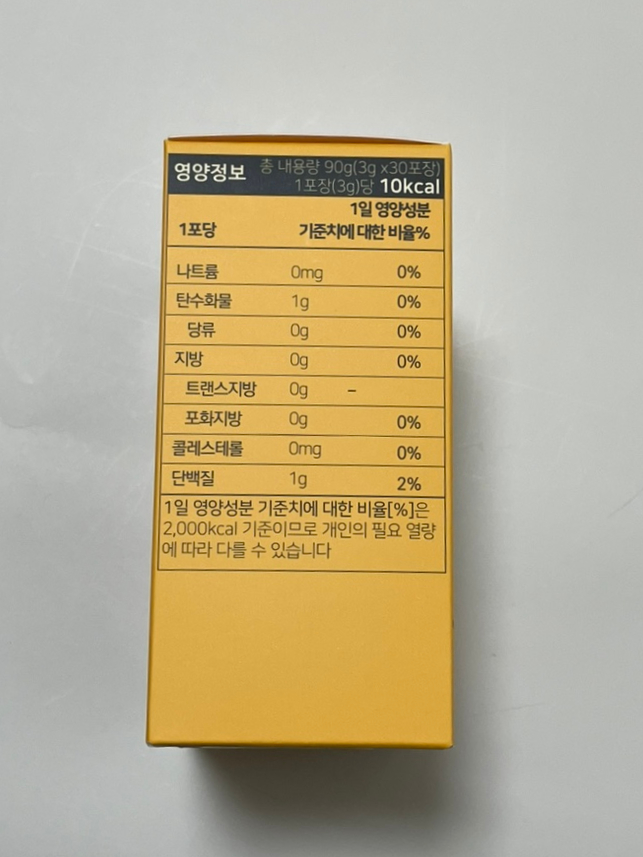 영양정보 총 내용량 90g(3g x30포장)
1포장(3g)당 10kcal
1일 영양성분
1포당 기준치에 대한 비율%
나트륨 0mg 0%
탄수화물 1g 0%
당류 0g 0%
지방 0g 0%
트랜스지방 0g –
포화지방 0g 0%
콜레스테롤 0mg 0%
단백질 1g 2%
1일 영양성분 기준치에 대한 비율[%]은
2,000kcal 기준이므로 개인의 필요 열량
에 따라 다를 수 있습니다